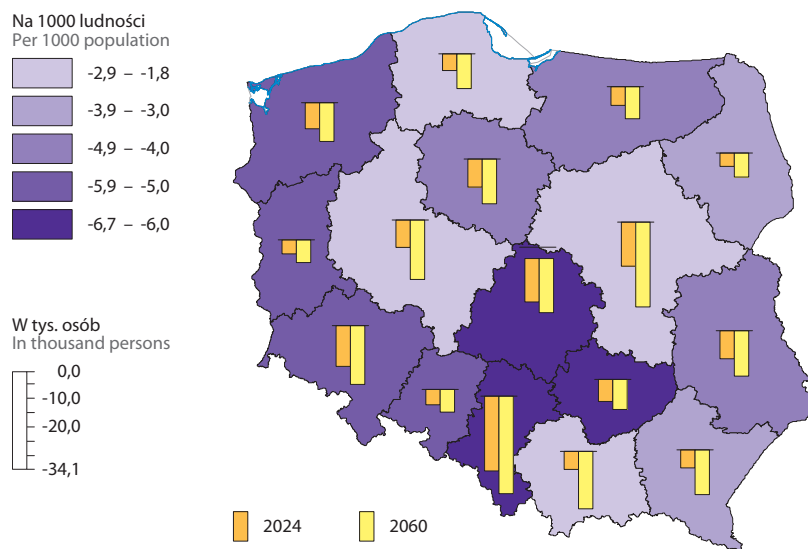 Na 1000 ludności
Per 1000 population
-2,9 – -1,8
-3,9 – -3,0
-4,9 – -4,0
-5,9 – -5,0
-6,7 – -6,0
W tys. osób
In thousand persons
0,0
-10,0
-20,0
-34,1
2024
2060